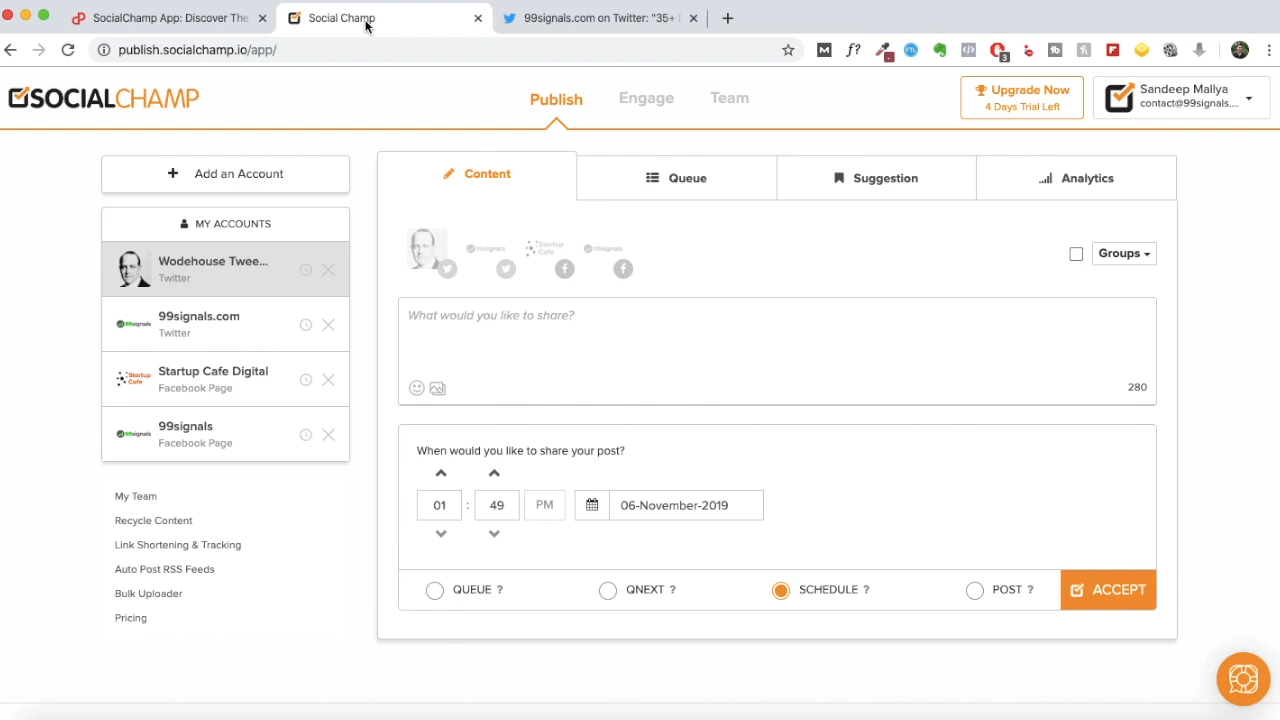 SocialChamp App: Discover The
Social Champ
99signals.com on Twitter: "35+
publish.socialchamp.io/app/
SOCIALCHAMP
Publish
Engage
Team
Upgrade Now
4 Days Trial Left
Sandeep Mallya
contact@99signals....
+ Add an Account
MY ACCOUNTS
Wodehouse Twee...
Twitter
99signals.com
Twitter
Startup Cafe Digital
Facebook Page
99signals
Facebook Page
My Team
Recycle Content
Link Shortening & Tracking
Auto Post RSS Feeds
Bulk Uploader
Pricing
Content
Queue
Suggestion
Analytics
99signals
Startup
Cafe
99signals
Groups
What would you like to share?
280
When would you like to share your post?
01 : 49 PM 06-November-2019
QUEUE ?
QNEXT ?
SCHEDULE ?
POST ?
ACCEPT